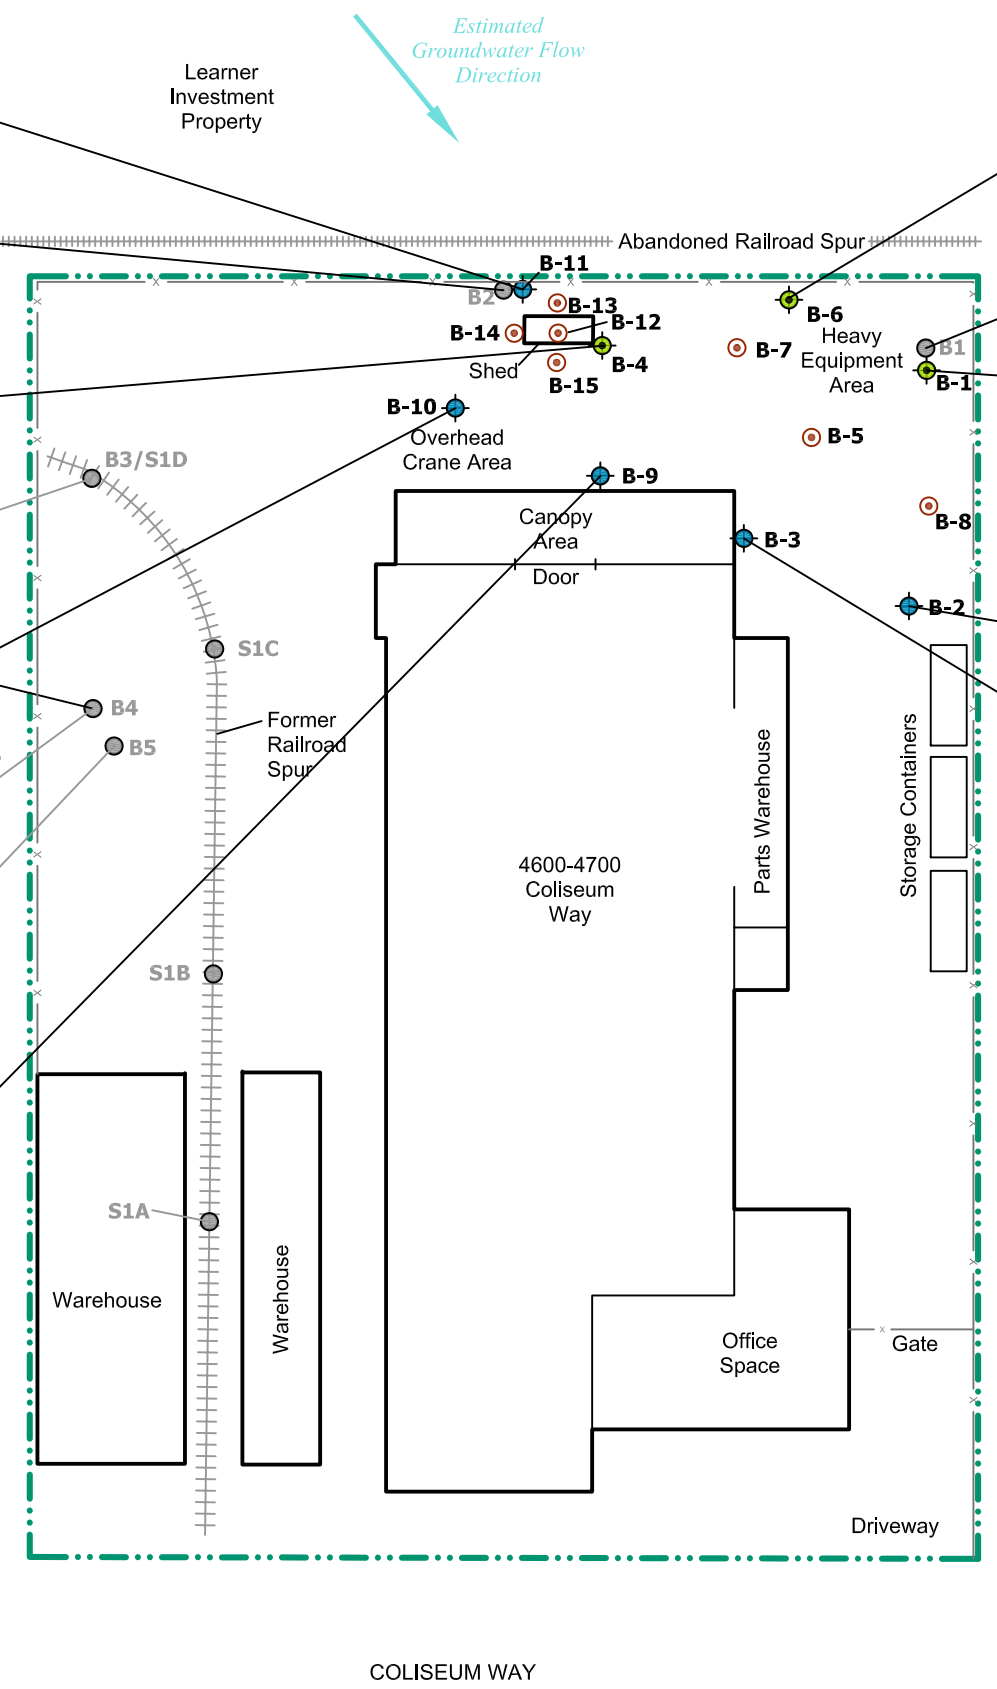 Estimated
Groundwater Flow
Direction
Learner
Investment
Property
Abandoned Railroad Spur
B-11
B2
B-13
B-6
B-12
B-14
Heavy
Equipment
Area
B-7
B1
Shed
B-4
B-1
B-15
B-10
Overhead
Crane Area
B-5
B3/S1D
B-9
Canopy
Area
B-8
B-3
Door
B-2
S1C
B4
Former
Railroad
Spur
B5
Storage Containers
Parts Warehouse
4600-4700
Coliseum
Way
S1B
S1A
Warehouse
Warehouse
Office
Space
Gate
Driveway
COLISEUM WAY